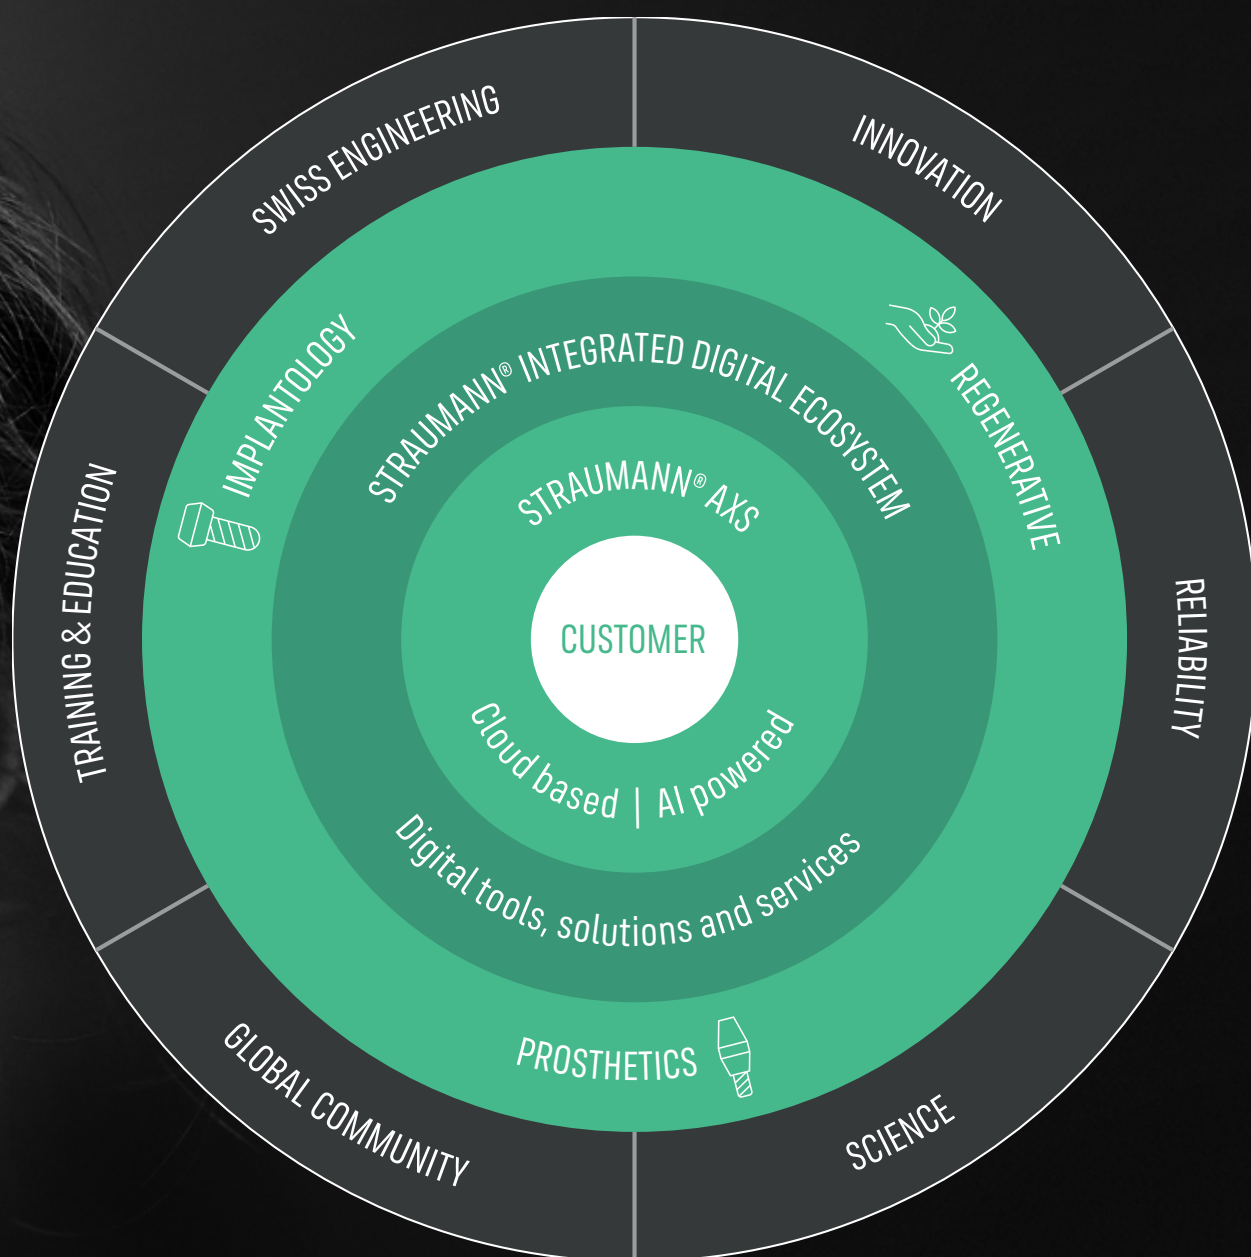 SWISS ENGINEERING
INNOVATION
RELIABILITY
SCIENCE
GLOBAL COMMUNITY
TRAINING & EDUCATION
IMPLANTOLOGY
REGENERATIVE
PROSTHETICS
STRAUMANN® INTEGRATED DIGITAL ECOSYSTEM
Digital tools, solutions and services
STRAUMANN® AXS
Cloud based | AI powered
CUSTOMER